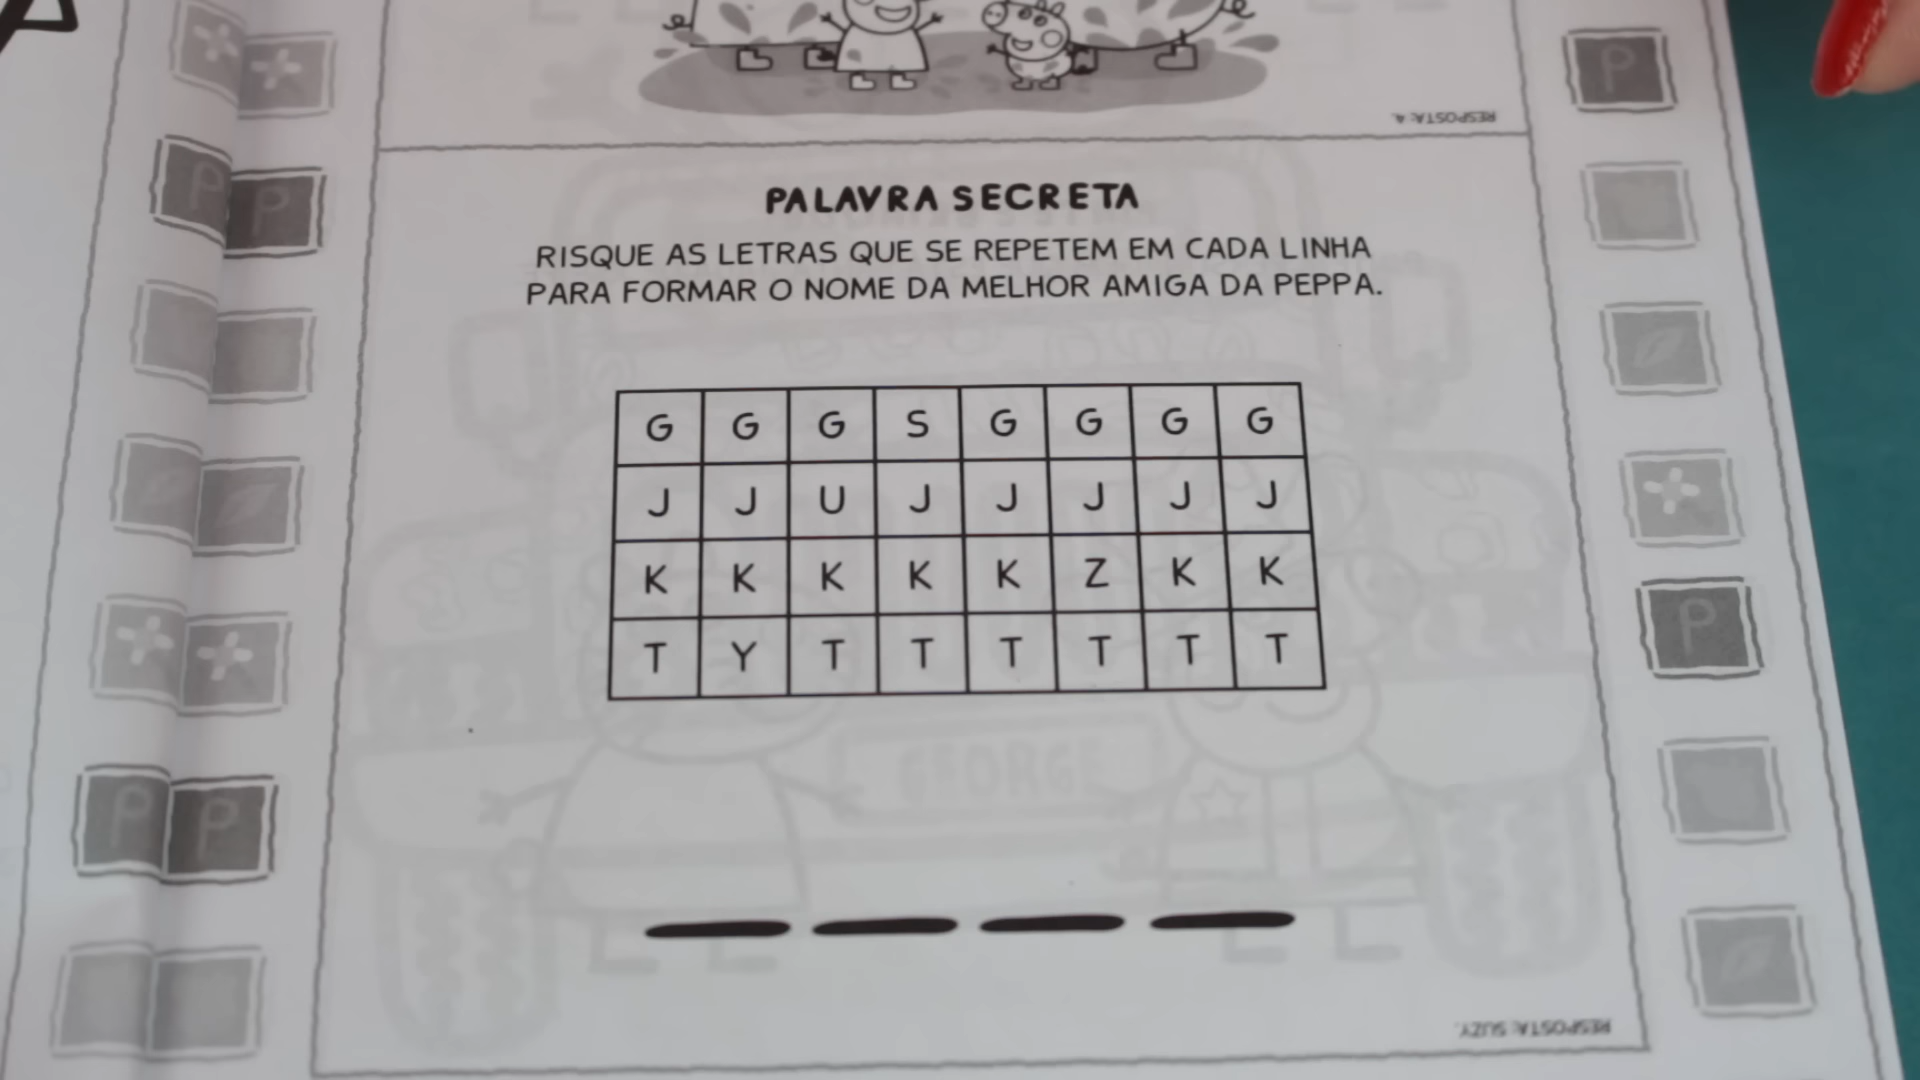 RESPOSTA: 4.
PALAVRA SECRETA
RISQUE AS LETRAS QUE SE REPETEM EM CADA LINHA
PARA FORMAR O NOME DA MELHOR AMIGA DA PEPPA.
G G G S G G G G
J J U J J J J J
K K K K K Z K K
T Y T T T T T T
GEORGE
RESPOSTA: SUZY.
P
P
P
P
P
P